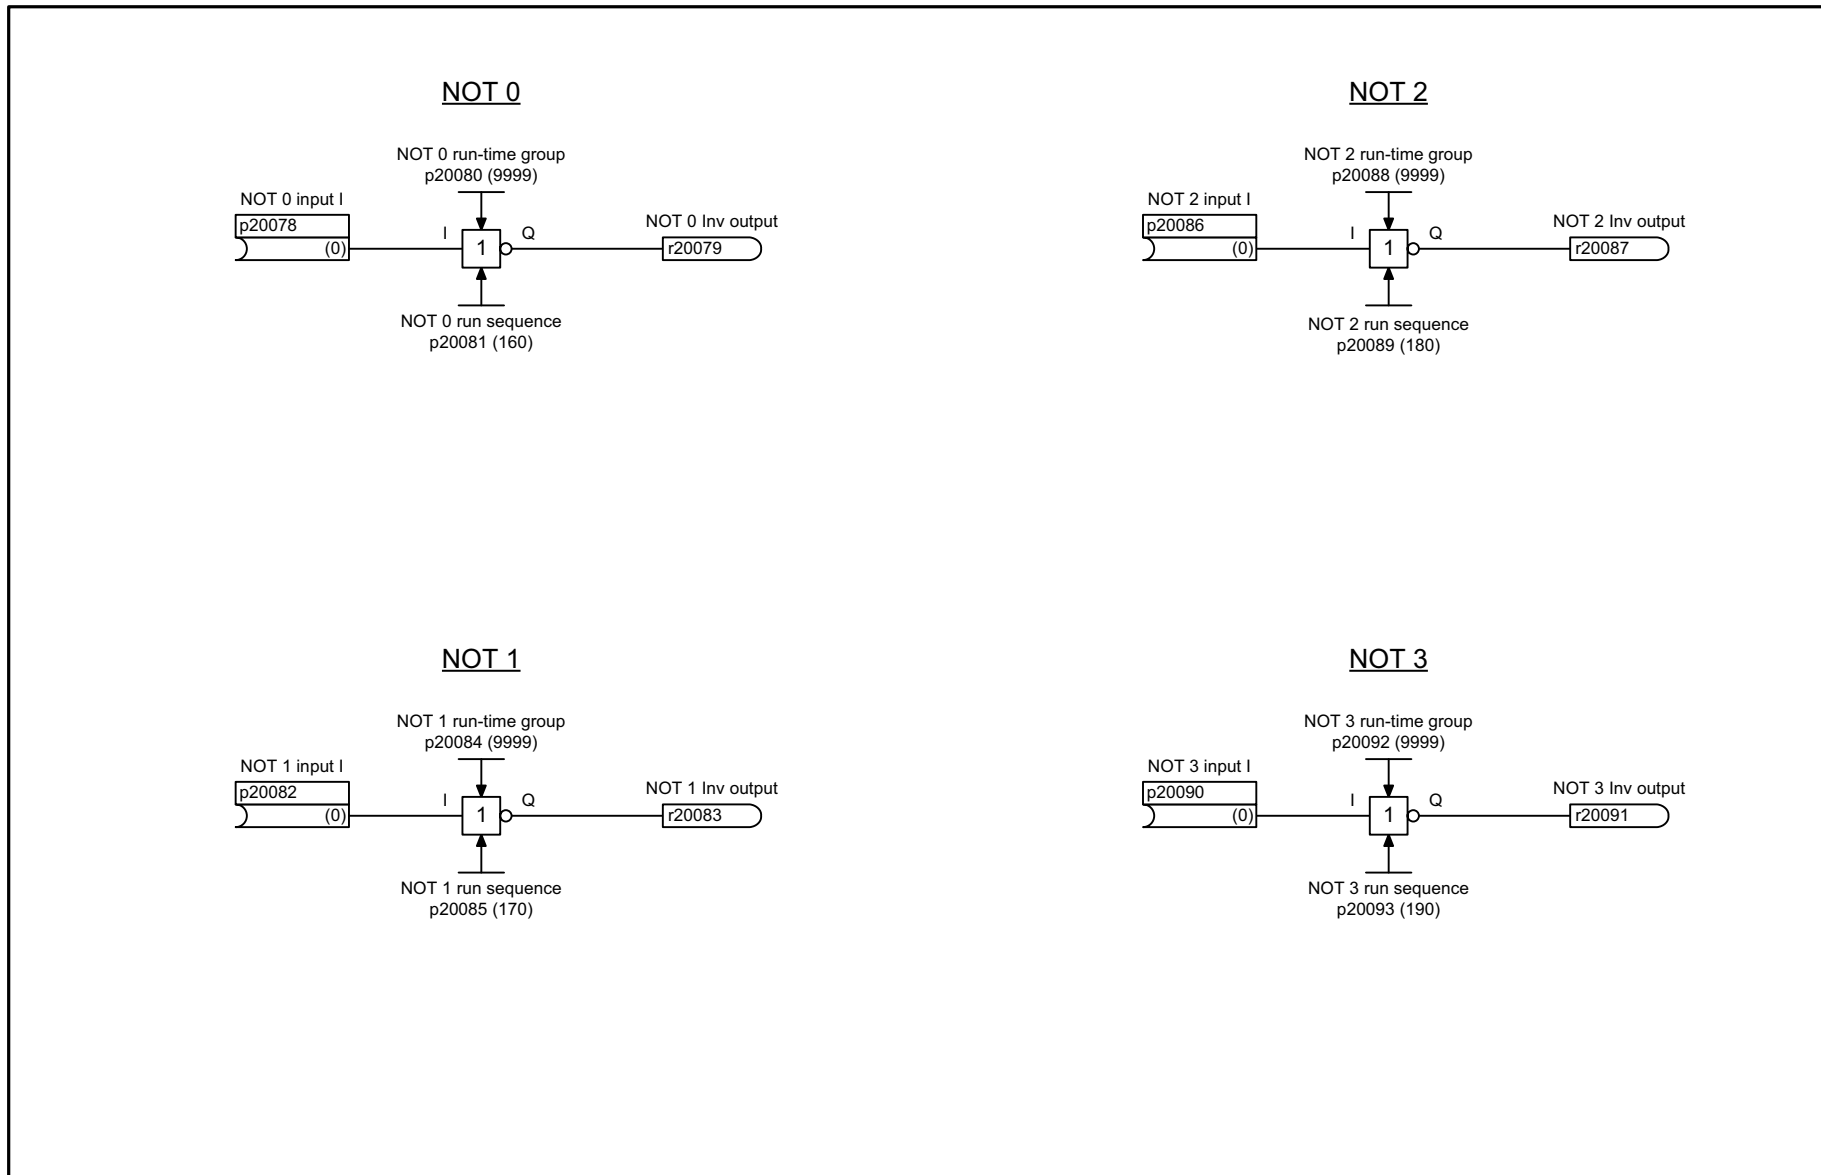 NOT 0
NOT 0 run-time group
p20080 (9999)
NOT 0 input I
p20078
(0)
I
1
Q
NOT 0 Inv output
r20079
NOT 0 run sequence
p20081 (160)
NOT 2
NOT 2 run-time group
p20088 (9999)
NOT 2 input I
p20086
(0)
I
1
Q
NOT 2 Inv output
r20087
NOT 2 run sequence
p20089 (180)
NOT 1
NOT 1 run-time group
p20084 (9999)
NOT 1 input I
p20082
(0)
I
1
Q
NOT 1 Inv output
r20083
NOT 1 run sequence
p20085 (170)
NOT 3
NOT 3 run-time group
p20092 (9999)
NOT 3 input I
p20090
(0)
I
1
Q
NOT 3 Inv output
r20091
NOT 3 run sequence
p20093 (190)